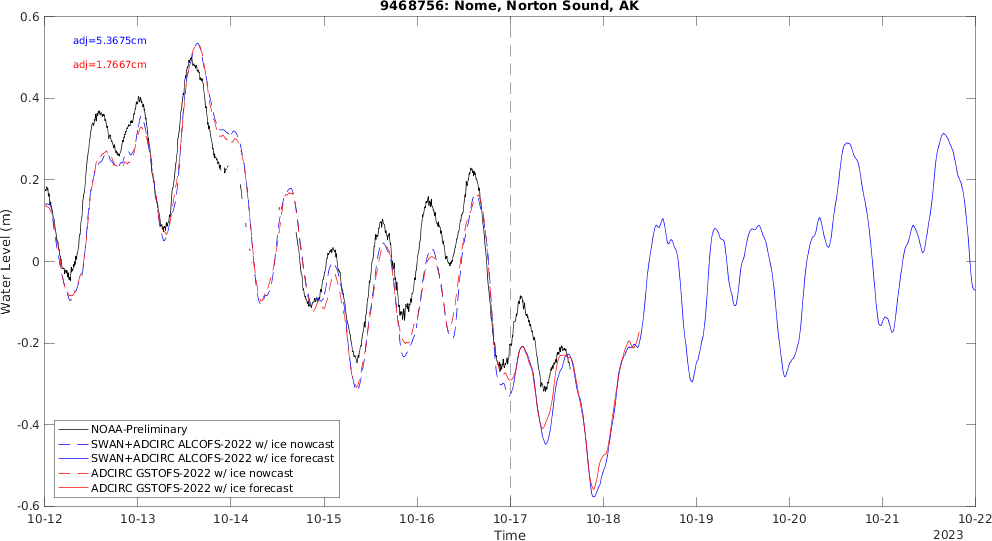 9468756: Nome, Norton Sound, AK
adj=5.3675cm
adj=1.7667cm
Water Level (m)
0.6
0.4
0.2
0
-0.2
-0.4
-0.6
NOAA-Preliminary
SWAN+ADCIRC ALCOFS-2022 w/ ice nowcast
SWAN+ADCIRC ALCOFS-2022 w/ ice forecast
ADCIRC GSTOFS-2022 w/ ice nowcast
ADCIRC GSTOFS-2022 w/ ice forecast
10-12 10-13 10-14 10-15 10-16 10-17 10-18 10-19 10-20 10-21 10-22
Time
2023